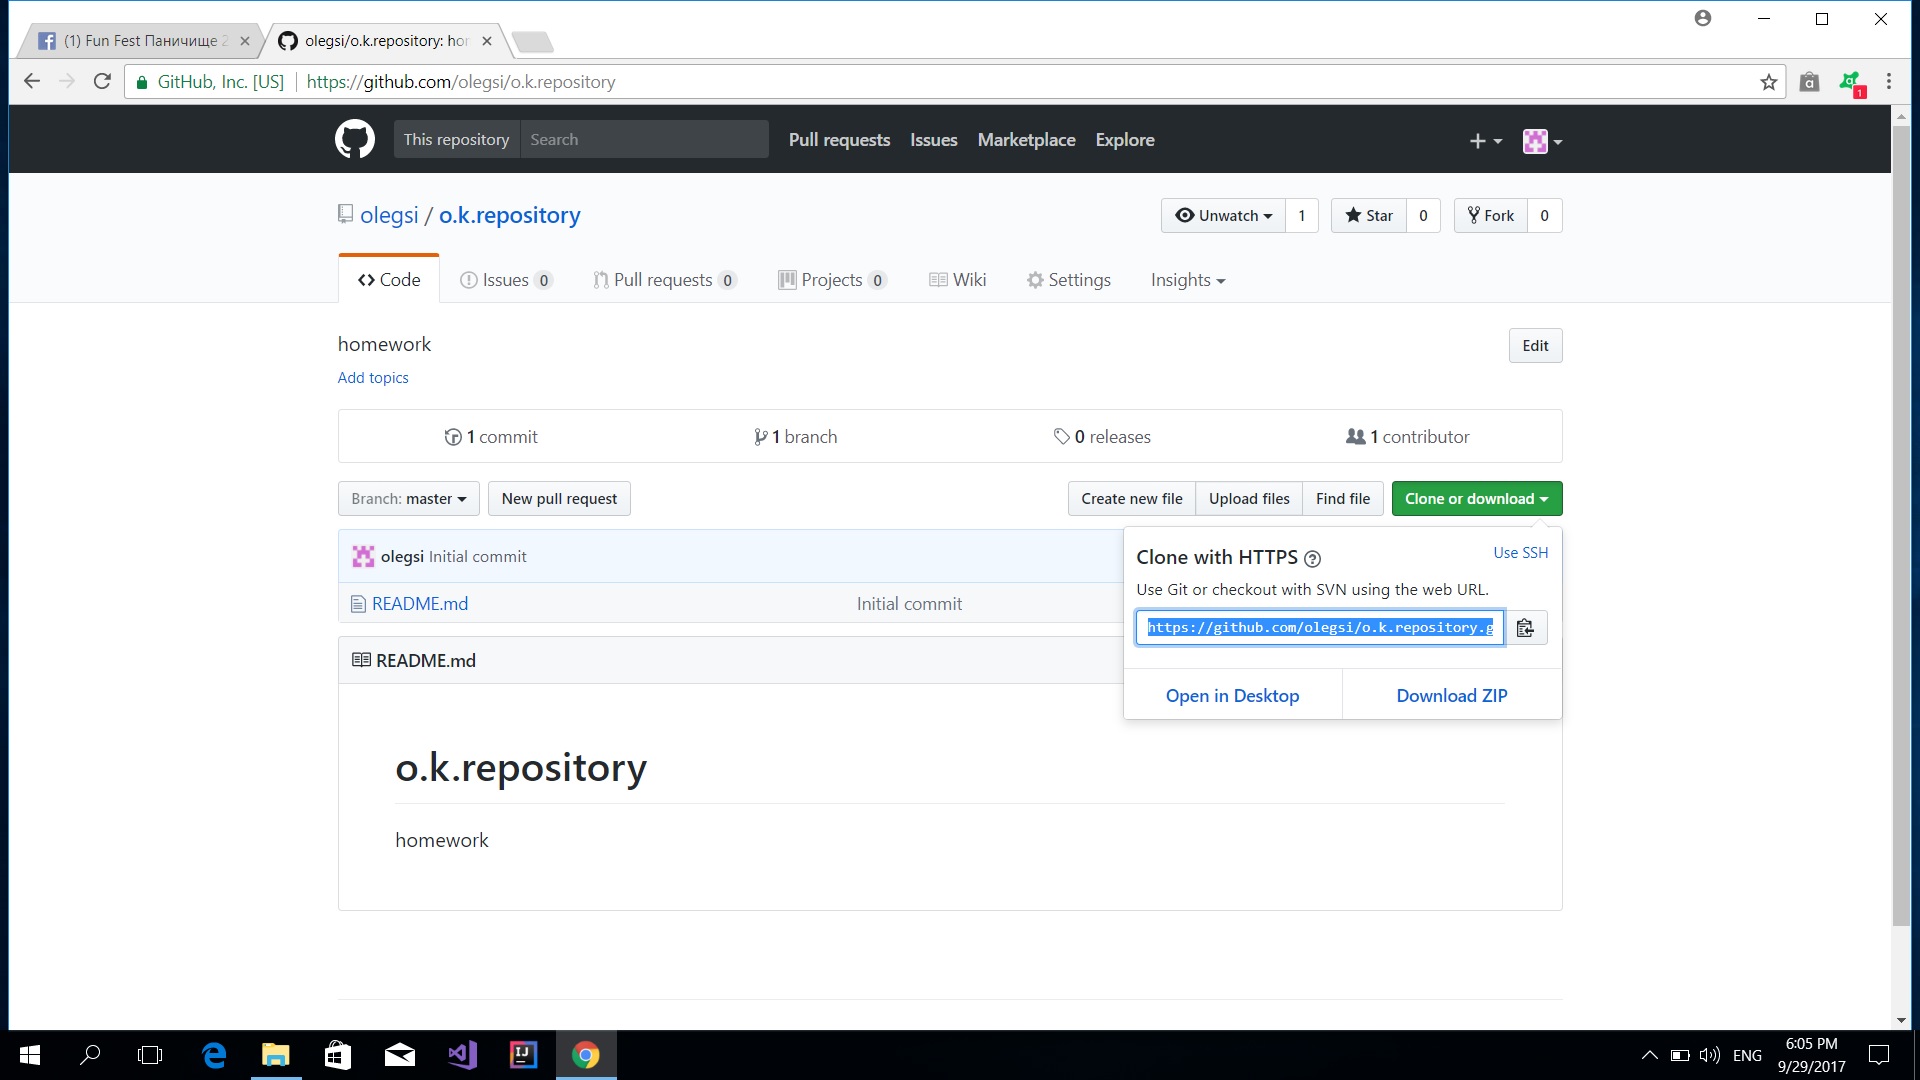 (1) Fun Fest Паничище 2
olegsi/o.k.repository: hor
GitHub, Inc. [US]
https://github.com/olegsi/o.k.repository
a
1
This repository
Search
Pull requests
Issues
Marketplace
Explore
olegsi / o.k.repository
Unwatch 1
Star 0
Fork 0
Code
Issues 0
Pull requests 0
Projects 0
Wiki
Settings
Insights
homework
Edit
Add topics
1 commit
1 branch
0 releases
1 contributor
Branch: master
New pull request
Create new file
Upload files
Find file
Clone or download
olegsi Initial commit
README.md
Initial commit
Clone with HTTPS
Use SSH
Use Git or checkout with SVN using the web URL.
https://github.com/olegsi/o.k.repository.g
Open in Desktop
Download ZIP
README.md
o.k.repository
homework
IJ
ENG
6:05 PM
9/29/2017